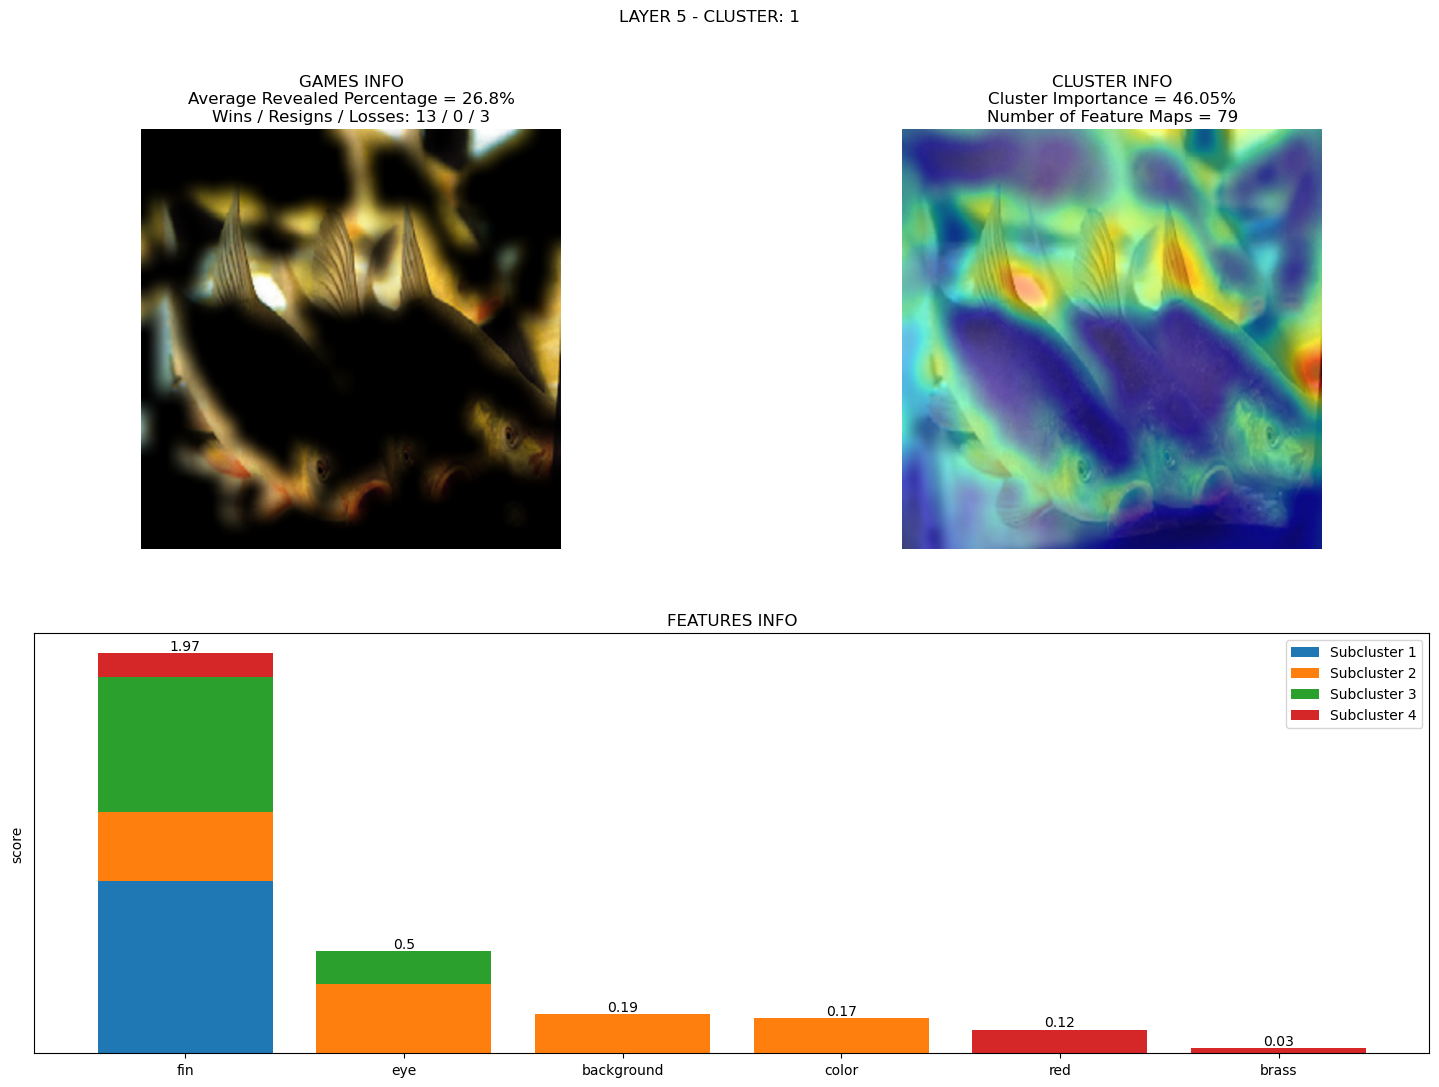 LAYER 5 - CLUSTER: 1
GAMES INFO
Average Revealed Percentage = 26.8%
Wins / Resigns / Losses: 13 / 0 / 3
CLUSTER INFO
Cluster Importance = 46.05%
Number of Feature Maps = 79
FEATURES INFO
score
1.97
0.5
0.19
0.17
0.12
0.03
Subcluster 1
Subcluster 2
Subcluster 3
Subcluster 4
fin
eye
background
color
red
brass